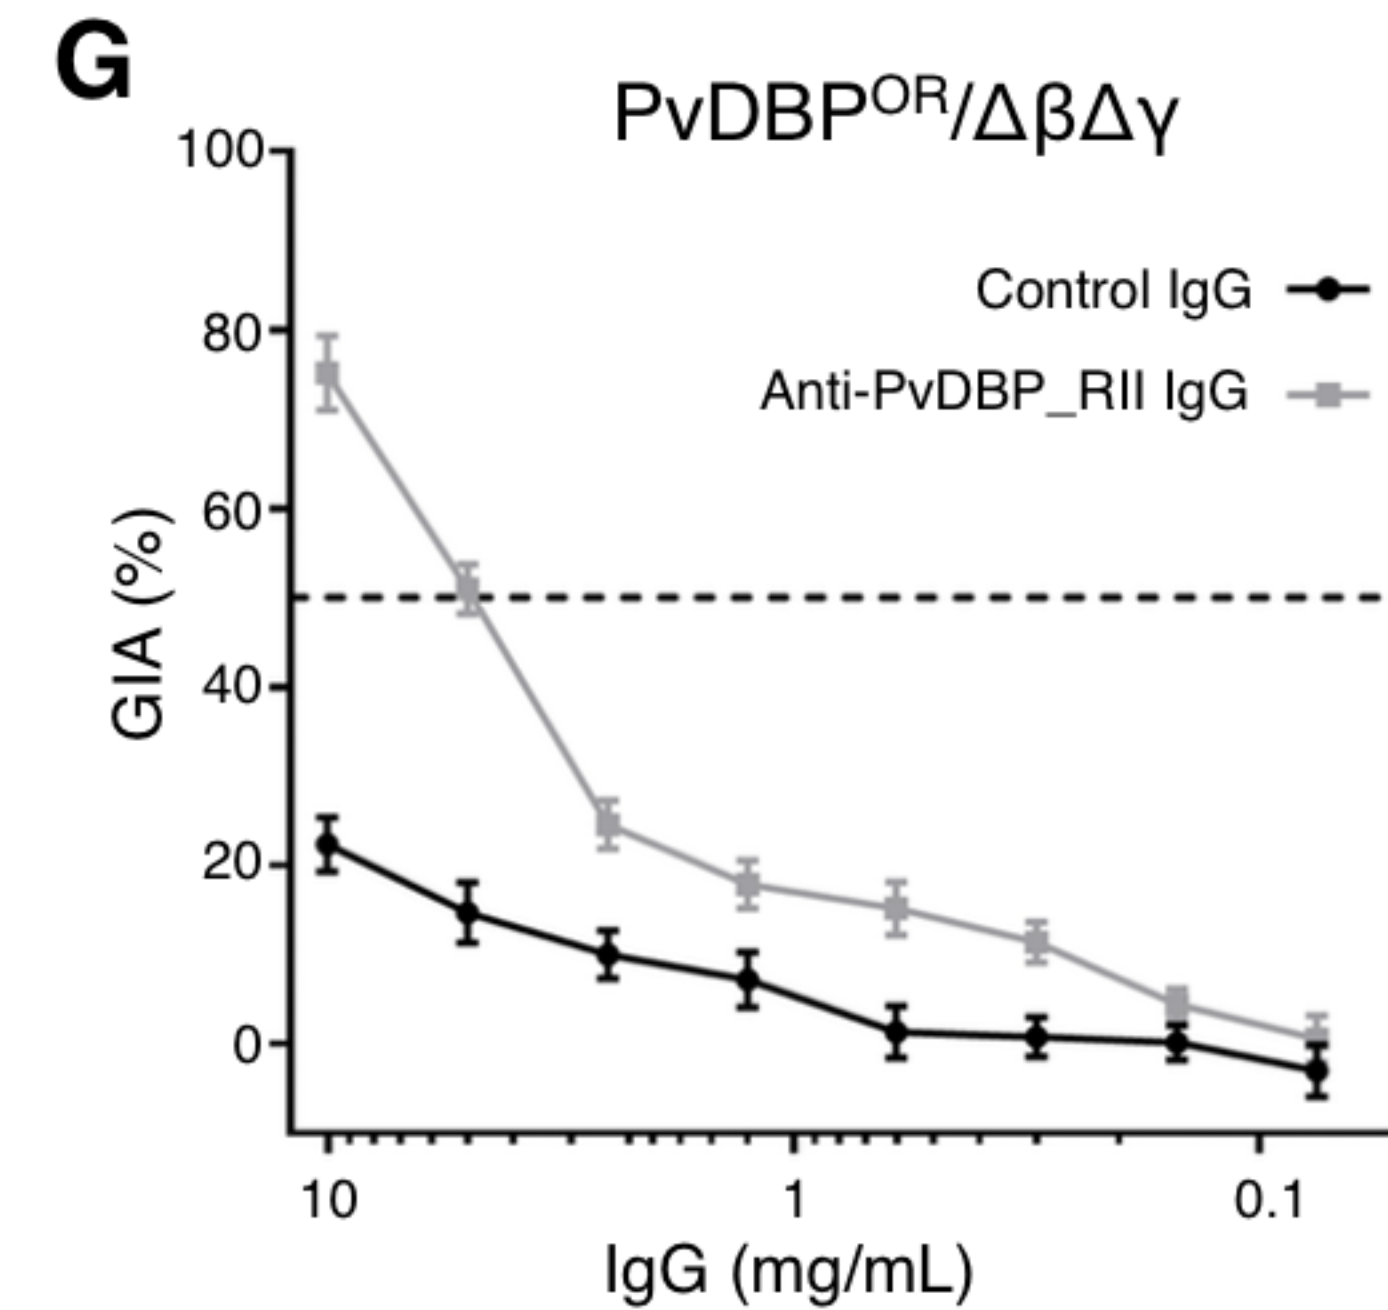 G
PvDBP^OR/ΔβΔγ
100
80
60
40
20
0
GIA (%)
Control IgG
Anti-PvDBP_RII IgG
10 1 0.1
IgG (mg/mL)